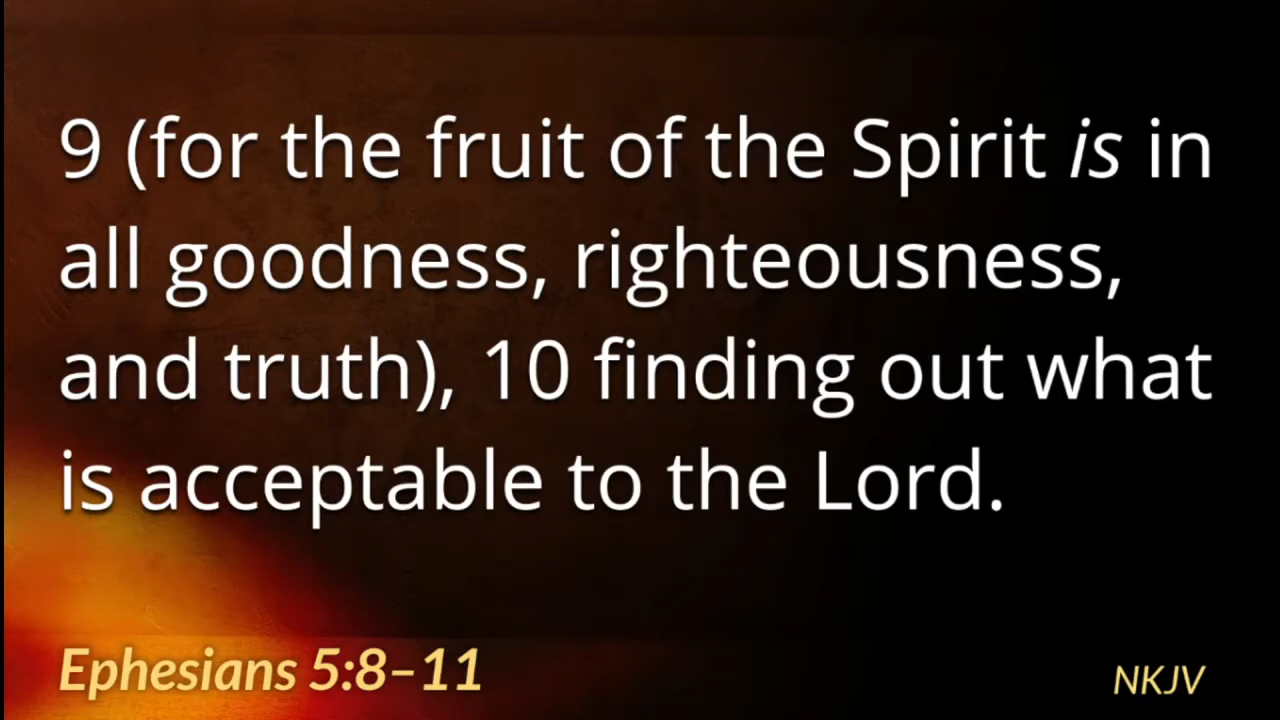 9 (for the fruit of the Spirit is in
all goodness, righteousness,
and truth), 10 finding out what
is acceptable to the Lord.
Ephesians 5:8–11
NKJV